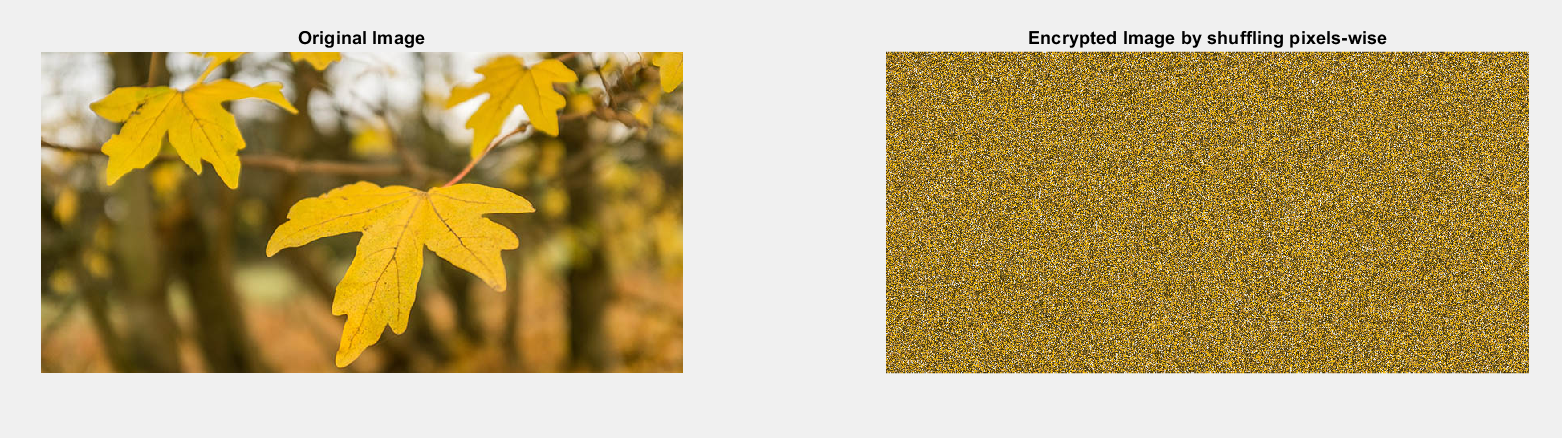 Original Image
Encrypted Image by shuffling pixels-wise